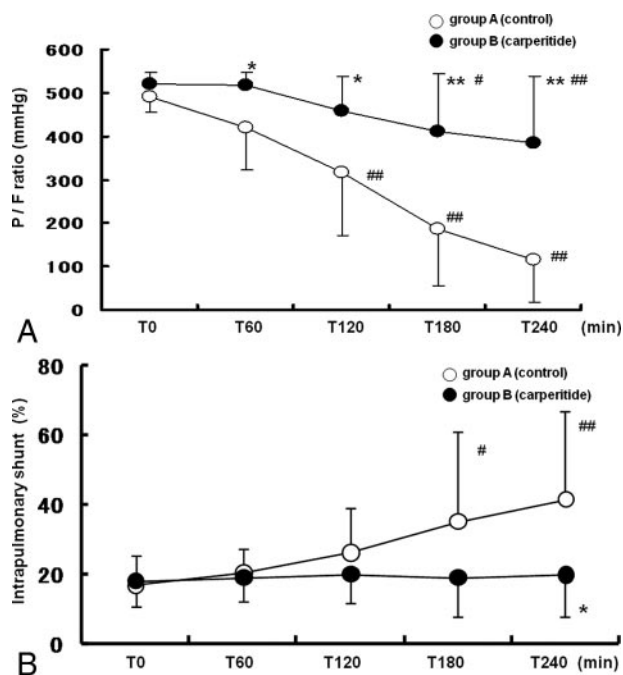 group A (control)
group B (carperitide)
600
500
400
300
200
100
0
P / F ratio (mmHg)
*
*
** #
** ##
##
##
##
T0 T60 T120 T180 T240 (min)
A
group A (control)
group B (carperitide)
80
60
40
20
0
Intrapulmonary shunt (%)
#
##
*
T0 T60 T120 T180 T240 (min)
B